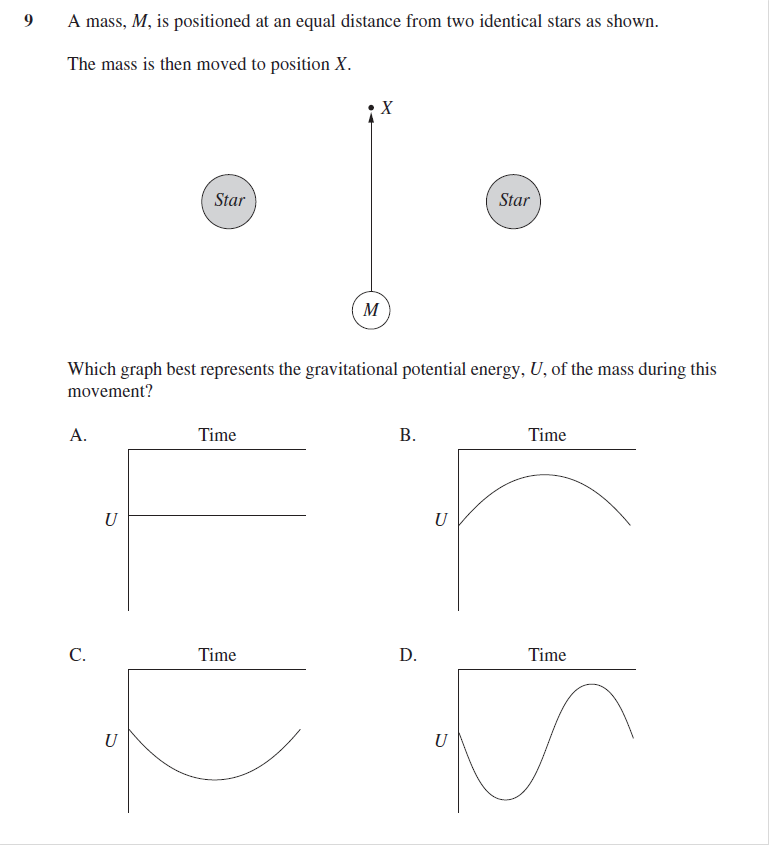 9 A mass, M, is positioned at an equal distance from two identical stars as shown.
The mass is then moved to position X.
X
Star
Star
M
Which graph best represents the gravitational potential energy, U, of the mass during this
movement?
A. Time
U
B. Time
U
C. Time
U
D. Time
U